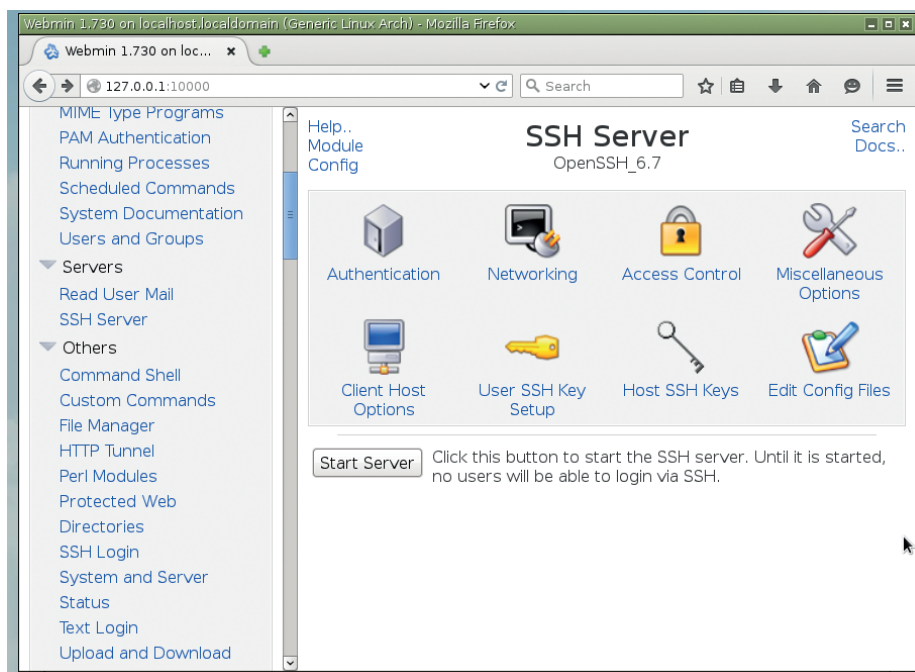 Webmin 1.730 on localhost.localdomain (Generic Linux Arch) - Mozilla Firefox
Webmin 1.730 on loc...
127.0.0.1:10000
Search
MIME Type Programs
PAM Authentication
Running Processes
Scheduled Commands
System Documentation
Users and Groups
Servers
Read User Mail
SSH Server
Others
Command Shell
Custom Commands
File Manager
HTTP Tunnel
Perl Modules
Protected Web
Directories
SSH Login
System and Server
Status
Text Login
Upload and Download
Help..
Module
Config
SSH Server
OpenSSH_6.7
Search
Docs..
Authentication
Networking
Access Control
Miscellaneous
Options
Client Host
Options
User SSH Key
Setup
Host SSH Keys
Edit Config Files
Start Server
Click this button to start the SSH server. Until it is started,
no users will be able to login via SSH.